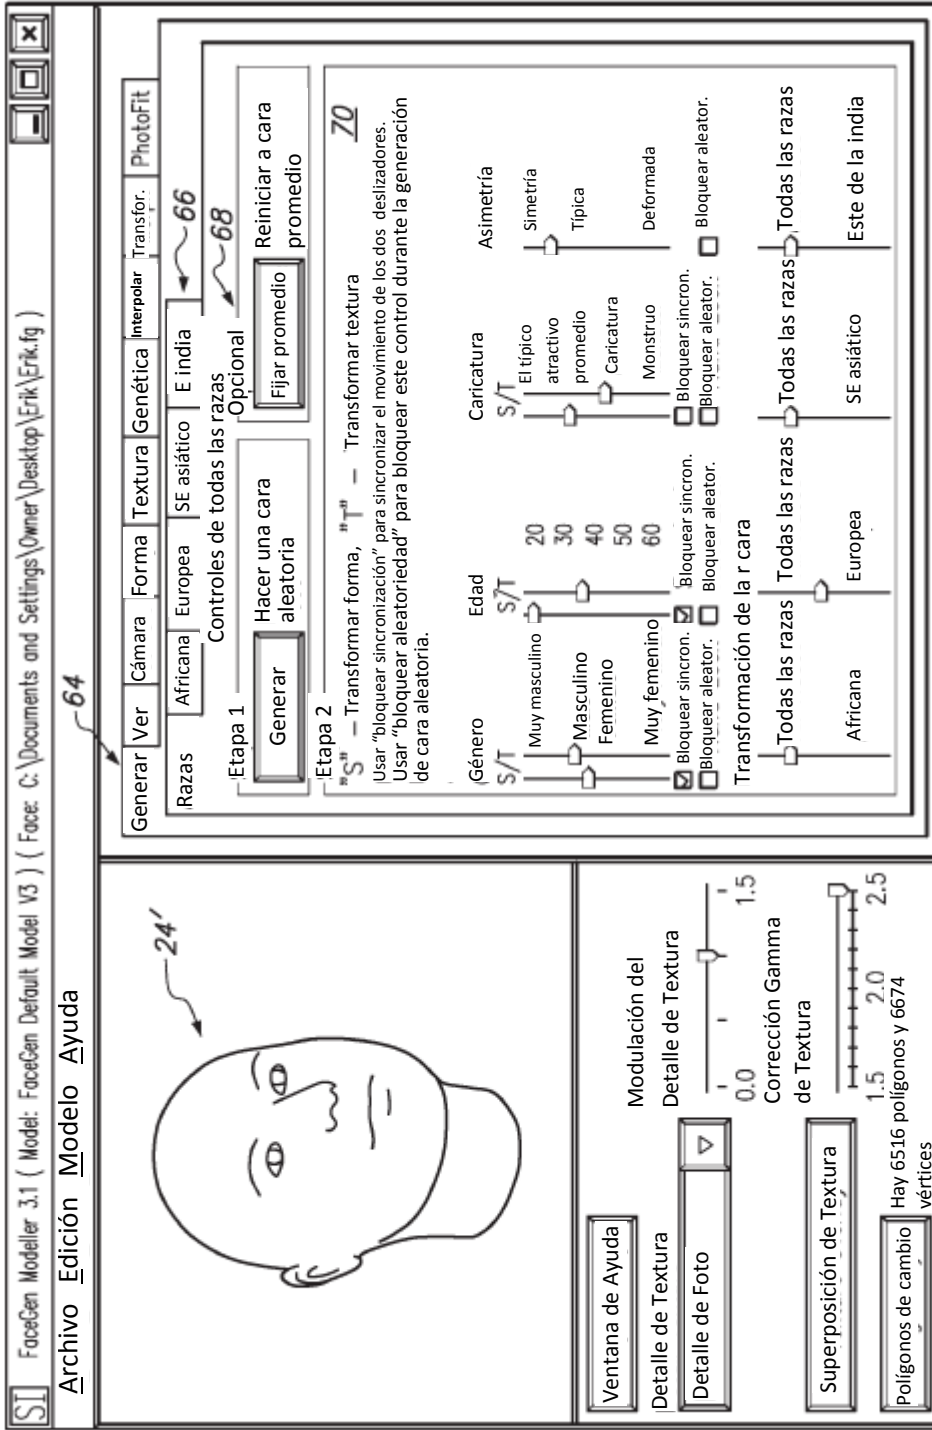 SI FaceGen Modeller 3.1 ( Model: FaceGen Default Model V3 ) ( Face: C:\Documents and Settings\Owner\Desktop\Erik\Erik.fg )
Archivo Edición Modelo Ayuda
64
24'
Generar Ver Cámara Forma Textura Genética Interpolar Transfor. PhotoFit
Razas Africana Europea SE asiático E india
66
Controles de todas las razas
68
Etapa 1
Opcional
Generar
Hacer una cara
aleatoria
Fijar promedio
Reiniciar a cara
promedio
Etapa 2
70
"S" – Transformar forma, "T" – Transformar textura
Usar "bloquear sincronización" para sincronizar el movimiento de los dos deslizadores.
Usar "bloquear aleatoriedad" para bloquear este control durante la generación
de cara aleatoria.
Género
S/T
Muy masculino
Masculino
Femenino
Muy femenino
Bloquear sincron.
Bloquear aleator.
Edad
S/T
20
30
40
50
60
Bloquear sincron.
Bloquear aleator.
Caricatura
S/T
El típico
atractivo
promedio
Caricatura
Monstruo
Bloquear sincron.
Bloquear aleator.
Asimetría
Simetría
Típica
Deformada
Bloquear aleator.
Transformación de la r cara
Todas las razas Todas las razas Todas las razas Todas las razas
Africana Europea SE asiático Este de la india
Ventana de Ayuda
Detalle de Textura
Detalle de Foto
Modulación del
Detalle de Textura
0.0 1.5
Superposición de Textura
Corrección Gamma
de Textura
1.5 2.0 2.5
Polígonos de cambio
Hay 6516 polígonos y 6674
vértices